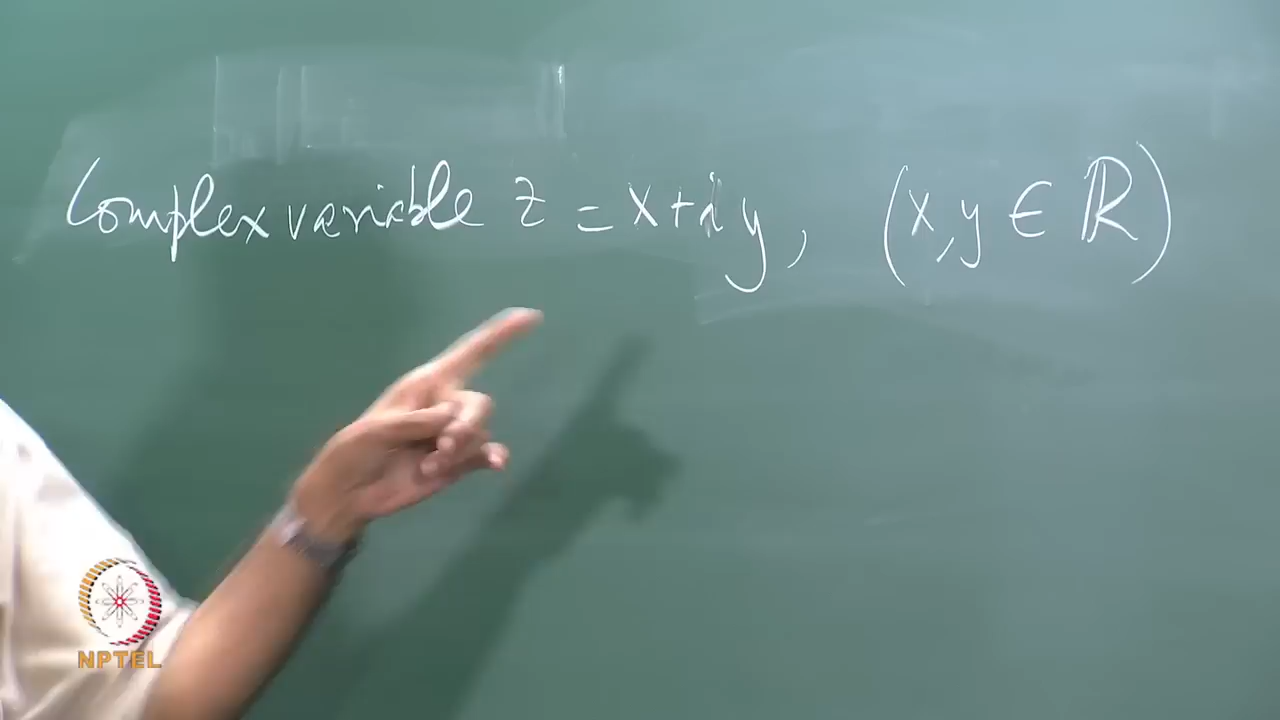 Complex variable z = x + iy, (x, y ∈ ℝ)
NPTEL